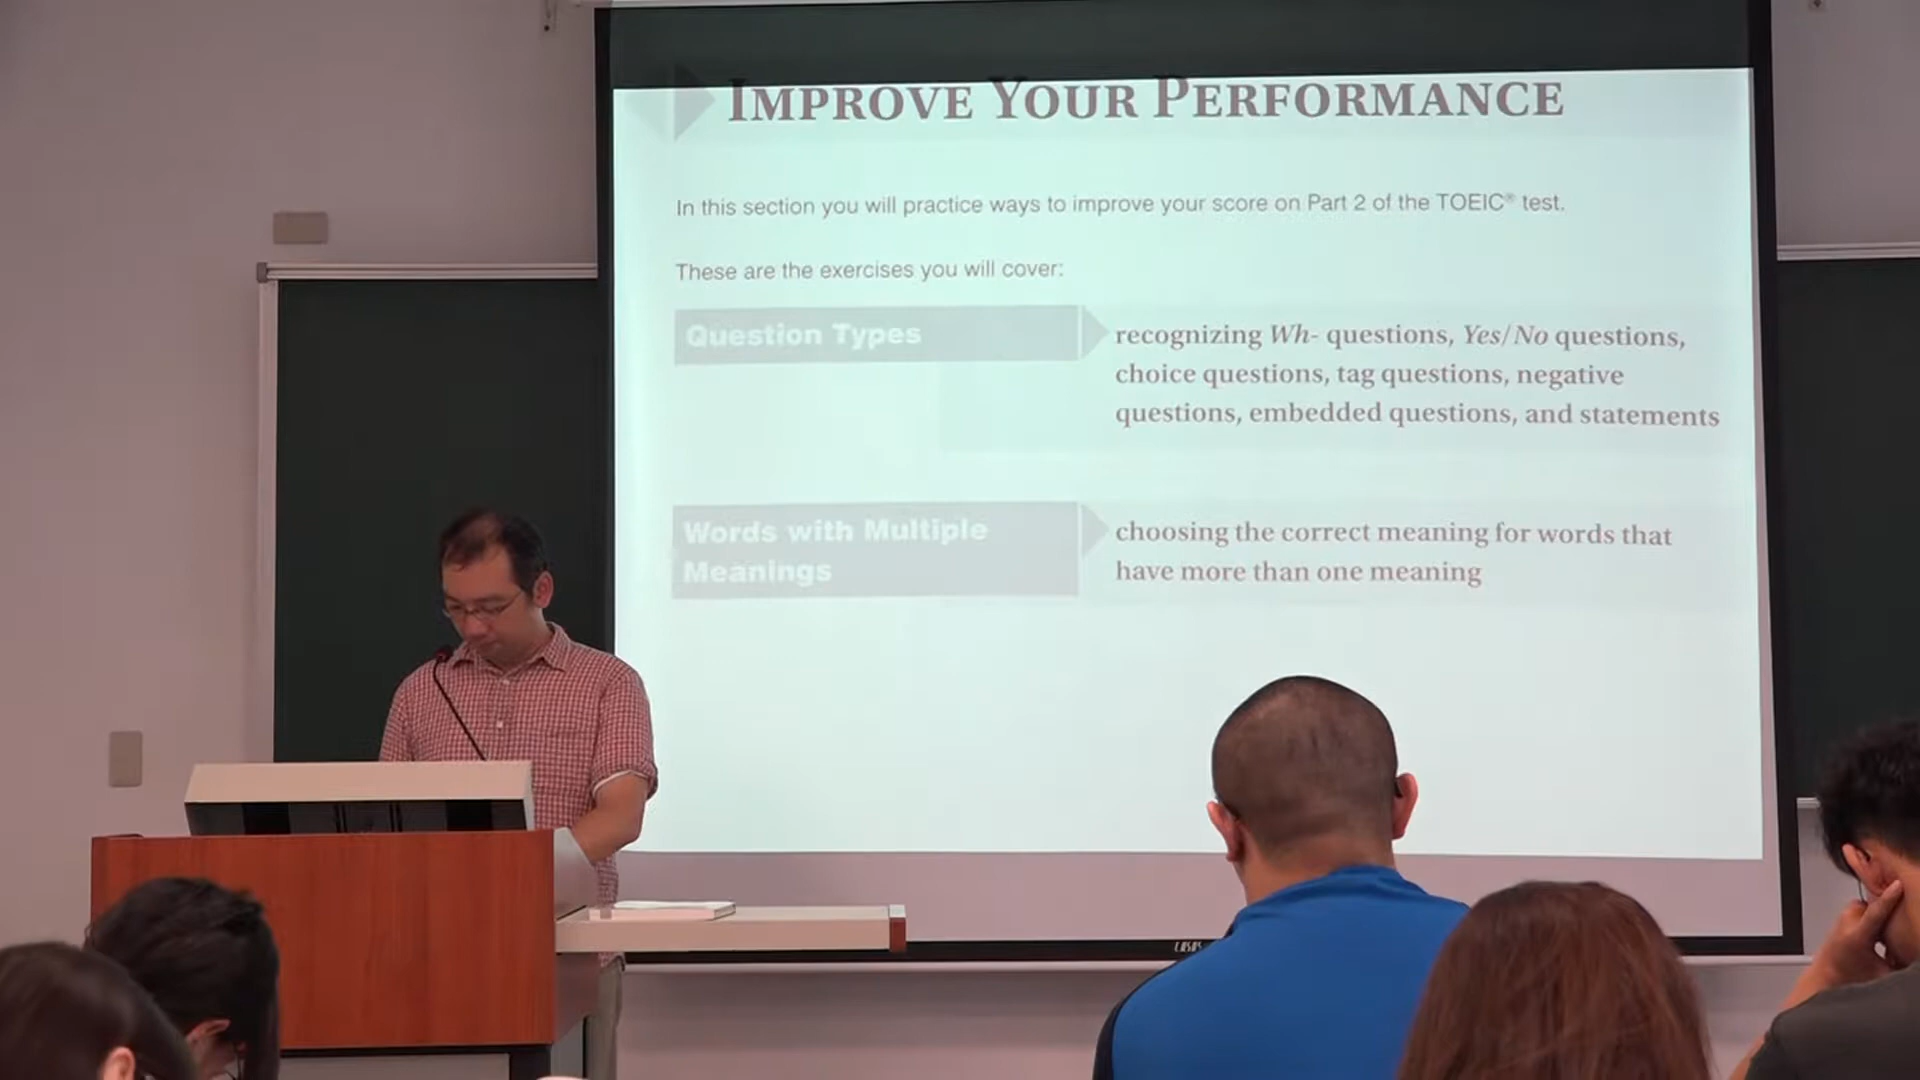 IMPROVE YOUR PERFORMANCE
In this section you will practice ways to improve your score on Part 2 of the TOEIC® test.
These are the exercises you will cover:
Question Types
recognizing Wh- questions, Yes/No questions,
choice questions, tag questions, negative
questions, embedded questions, and statements
Words with Multiple
Meanings
choosing the correct meaning for words that
have more than one meaning